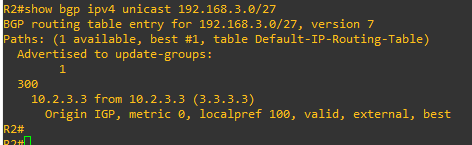 R2#show bgp ipv4 unicast 192.168.3.0/27
BGP routing table entry for 192.168.3.0/27, version 7
Paths: (1 available, best #1, table Default-IP-Routing-Table)
  Advertised to update-groups:
        1
  300
    10.2.3.3 from 10.2.3.3 (3.3.3.3)
      Origin IGP, metric 0, localpref 100, valid, external, best
R2#
R2#